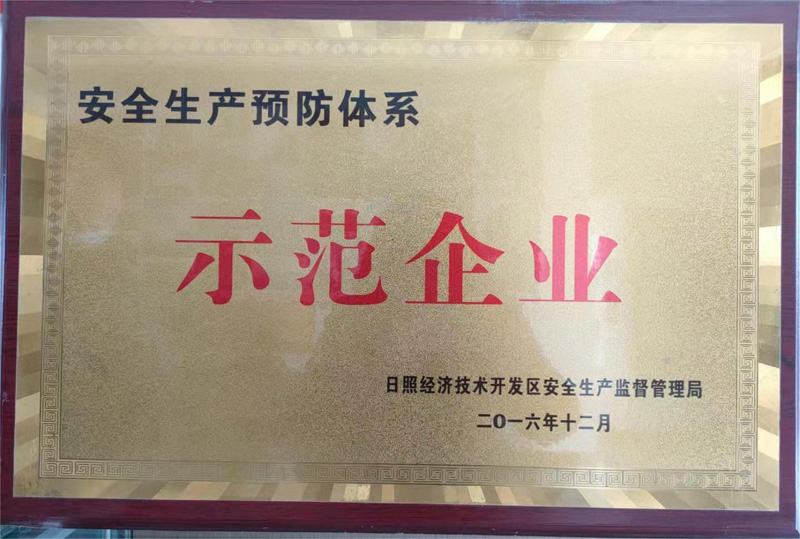 安全生产预防体系
示范企业
日照经济技术开发区安全生产监督管理局
二〇一六年十二月